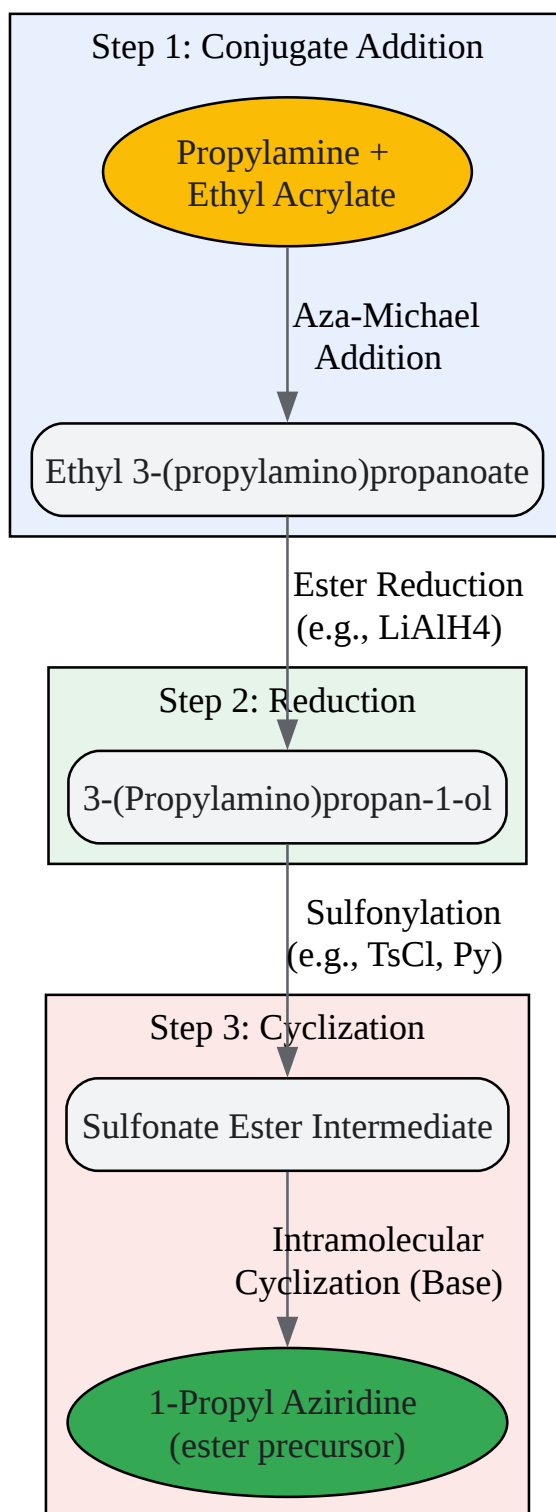 Step 1: Conjugate Addition
Propylamine +
Ethyl Acrylate
Aza-Michael
Addition
Ethyl 3-(propylamino)propanoate
Ester Reduction
(e.g., LiAlH4)
Step 2: Reduction
3-(Propylamino)propan-1-ol
Sulfonylation
(e.g., TsCl, Py)
Step 3: Cyclization
Sulfonate Ester Intermediate
Intramolecular
Cyclization (Base)
1-Propyl Aziridine
(ester precursor)